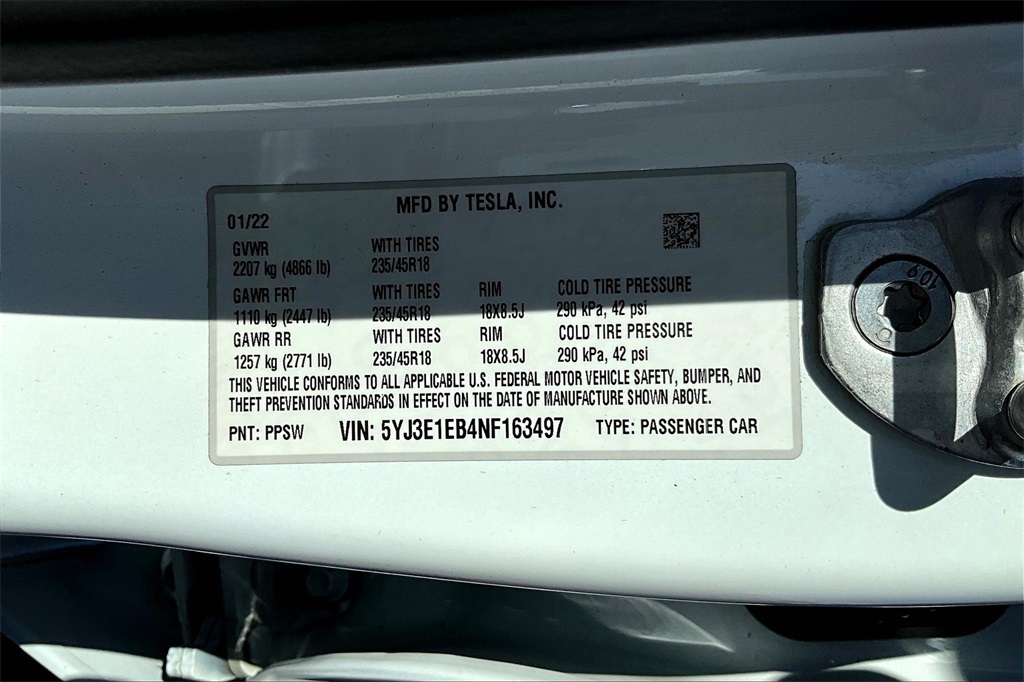 MFD BY TESLA, INC.
01/22
GVWR WITH TIRES
2207 kg (4866 lb) 235/45R18
GAWR FRT WITH TIRES RIM COLD TIRE PRESSURE
1110 kg (2447 lb) 235/45R18 18X8.5J 290 kPa, 42 psi
GAWR RR WITH TIRES RIM COLD TIRE PRESSURE
1257 kg (2771 lb) 235/45R18 18X8.5J 290 kPa, 42 psi
THIS VEHICLE CONFORMS TO ALL APPLICABLE U.S. FEDERAL MOTOR VEHICLE SAFETY, BUMPER, AND
THEFT PREVENTION STANDARDS IN EFFECT ON THE DATE OF MANUFACTURE SHOWN ABOVE.
PNT: PPSW VIN: 5YJ3E1EB4NF163497 TYPE: PASSENGER CAR
10.9